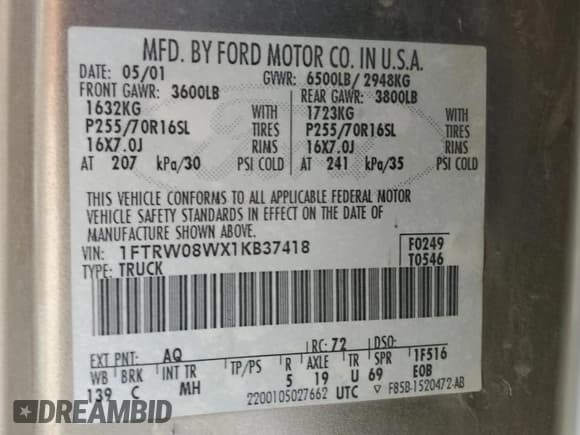 MFD. BY FORD MOTOR CO. IN U.S.A.
DATE: 05/01 GVWR: 6500LB/ 2948KG
FRONT GAWR: 3600LB REAR GAWR: 3800LB
1632KG WITH 1723KG WITH
P255/70R16SL TIRES P255/70R16SL TIRES
16X7.0J RIMS 16X7.0J RIMS
AT 207 kPa/30 PSI COLD AT 241 kPa/35 PSI COLD
THIS VEHICLE CONFORMS TO ALL APPLICABLE FEDERAL MOTOR
VEHICLE SAFETY STANDARDS IN EFFECT ON THE DATE OF
MANUFACTURE SHOWN ABOVE.
VIN: 1FTRW08WX1KB37418 F0249
TYPE: TRUCK T0546
EXT PNT: AQ RC: 72 DSO:
WB BRK INT TR TP/PS R AXLE TR SPR 1F516
139 C MH 5 19 U 69 EOB
2200105027662 UTC F85B-1520472-AB
DREAMBID